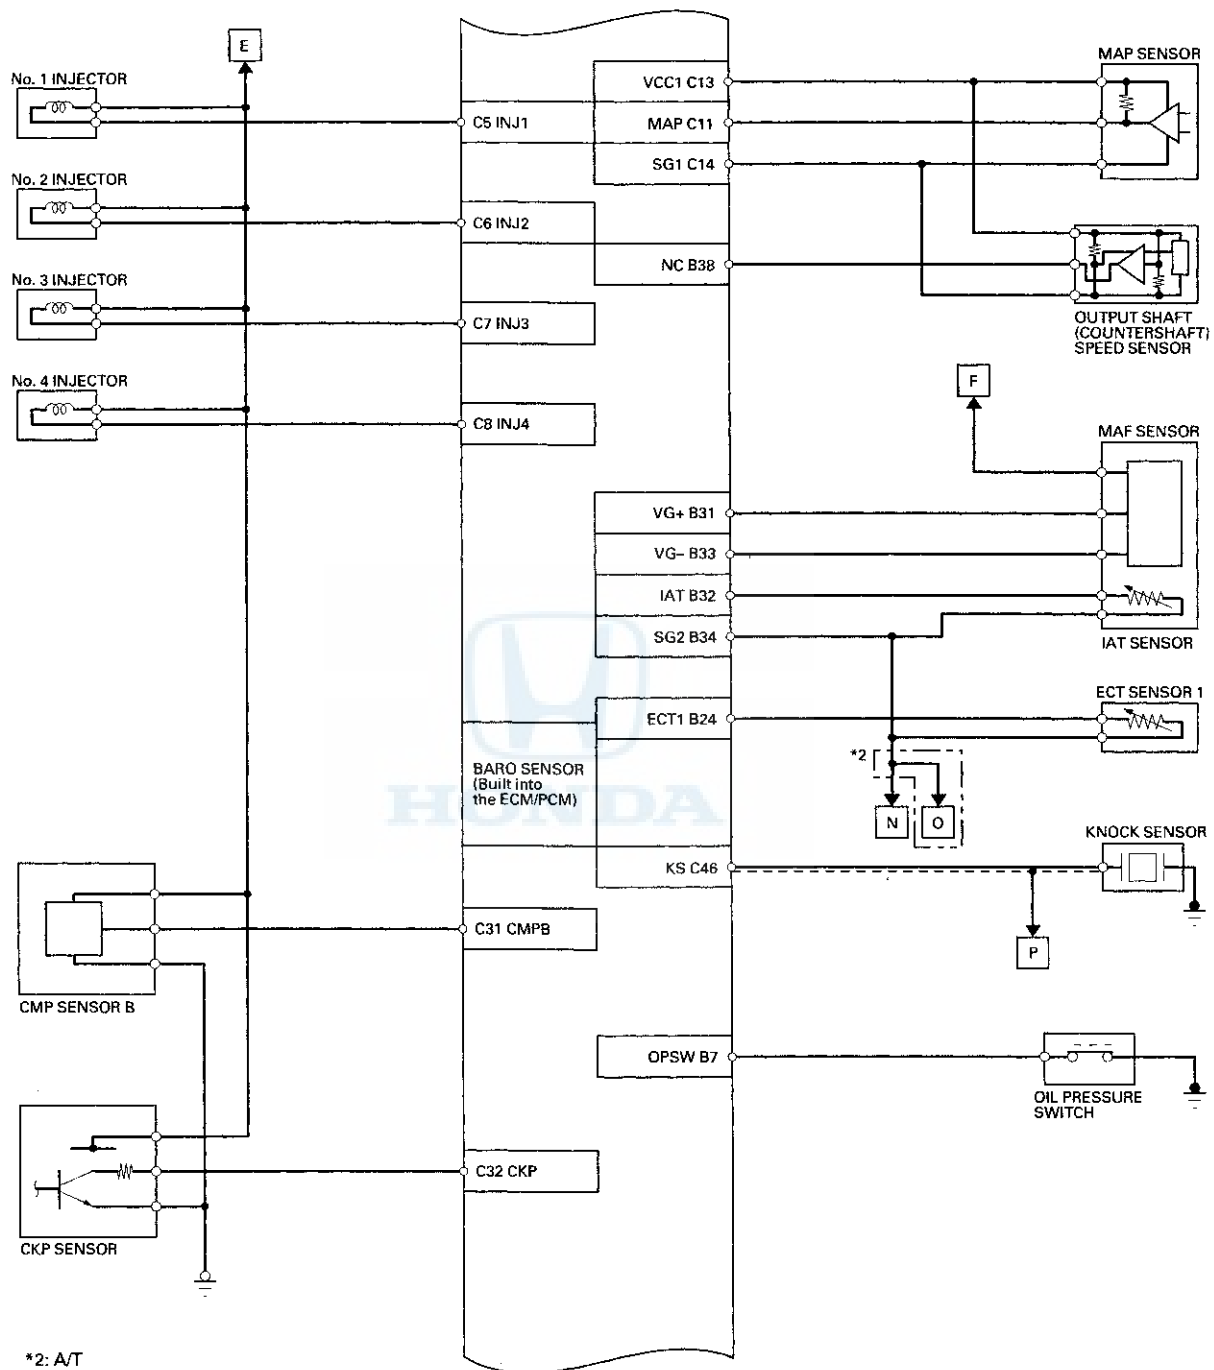 E
No. 1 INJECTOR
C5 INJ1
No. 2 INJECTOR
C6 INJ2
No. 3 INJECTOR
C7 INJ3
No. 4 INJECTOR
C8 INJ4
VCC1 C13
MAP C11
SG1 C14
NC B38
MAP SENSOR
OUTPUT SHAFT
(COUNTERSHAFT)
SPEED SENSOR
F
MAF SENSOR
VG+ B31
VG– B33
IAT B32
SG2 B34
IAT SENSOR
ECT1 B24
ECT SENSOR 1
*2
N
O
BARO SENSOR
(Built into
the ECM/PCM)
HONDA
KS C46
KNOCK SENSOR
P
C31 CMPB
CMP SENSOR B
OPSW B7
OIL PRESSURE
SWITCH
C32 CKP
CKP SENSOR
*2: A/T